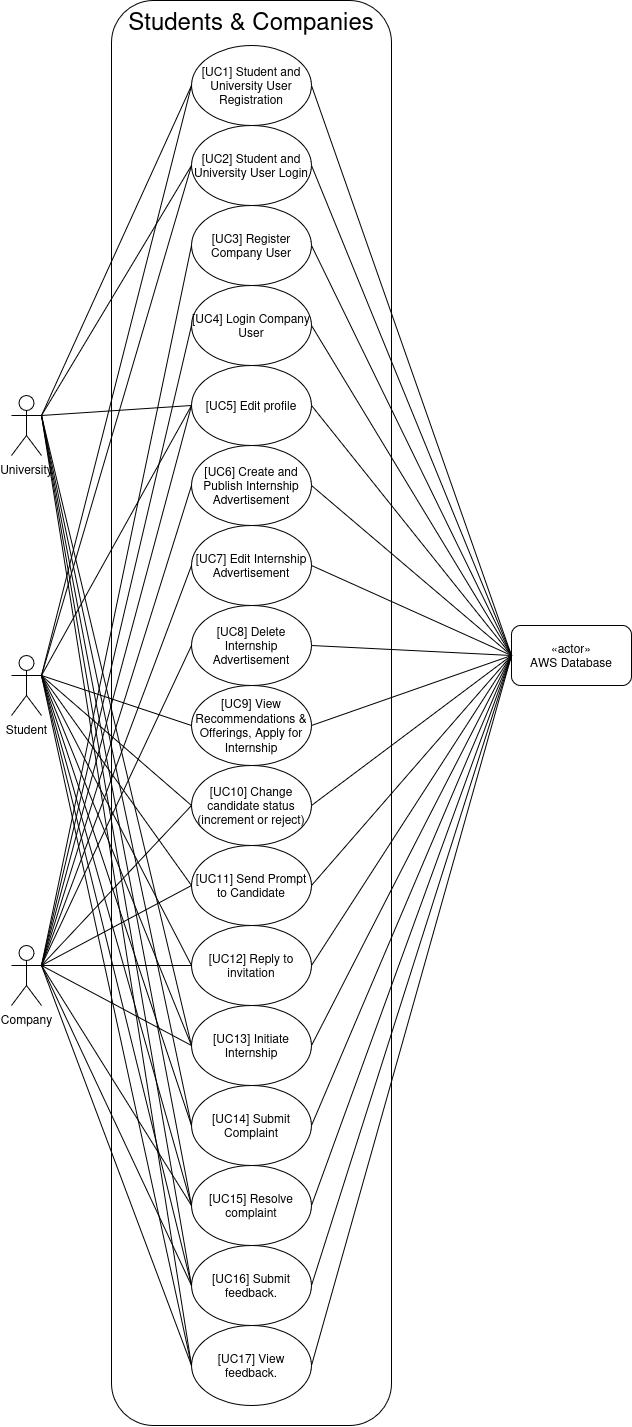 Students & Companies
[UC1] Student and
University User
Registration
[UC2] Student and
University User Login
[UC3] Register
Company User
[UC4] Login Company
User
[UC5] Edit profile
[UC6] Create and
Publish Internship
Advertisement
[UC7] Edit Internship
Advertisement
[UC8] Delete
Internship
Advertisement
[UC9] View
Recommendations &
Offerings, Apply for
Internship
[UC10] Change
candidate status
(increment or reject)
[UC11] Send Prompt
to Candidate
[UC12] Reply to
invitation
[UC13] Initiate
Internship
[UC14] Submit
Complaint
[UC15] Resolve
complaint
[UC16] Submit
feedback.
[UC17] View
feedback.
University
Student
Company
«actor»
AWS Database